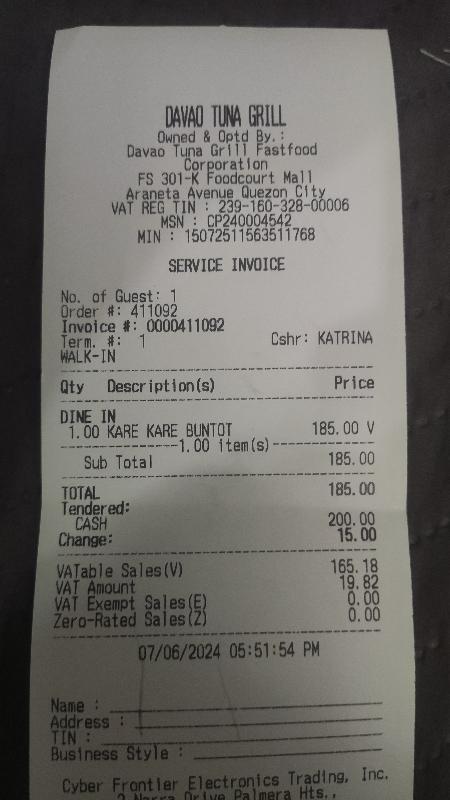 DAVAO TUNA GRILL
Owned & Optd By.:
Davao Tuna Grill Fastfood
Corporation
FS 301-K Foodcourt Mall
Araneta Avenue Quezon City
VAT REG TIN : 239-160-328-00006
MSN : CP240004542
MIN : 15072511563511768
SERVICE INVOICE
No. of Guest: 1
Order #: 411092
Invoice #: 0000411092
Term. #: 1 Cshr: KATRINA
WALK-IN
Qty Description(s) Price
DINE IN
1.00 KARE KARE BUNTOT 185.00 V
1.00 item(s)
Sub Total 185.00
TOTAL 185.00
Tendered:
CASH 200.00
Change: 15.00
VATable Sales(V) 165.18
VAT Amount 19.82
VAT Exempt Sales(E) 0.00
Zero-Rated Sales(Z) 0.00
07/06/2024 05:51:54 PM
Name :
Address :
TIN :
Business Style :
Cyber Frontier Electronics Trading, Inc.
2 Narra Drive Palmera Hts.,